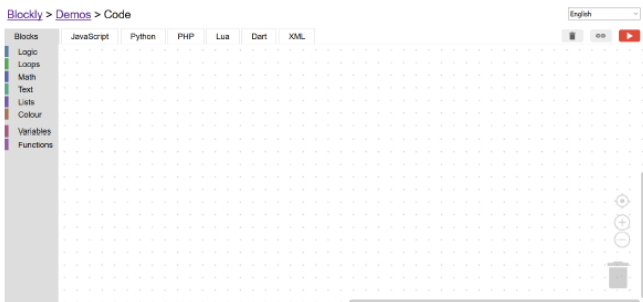 Blockly > Demos > Code
English
Blocks JavaScript Python PHP Lua Dart XML
Logic
Loops
Math
Text
Lists
Colour
Variables
Functions